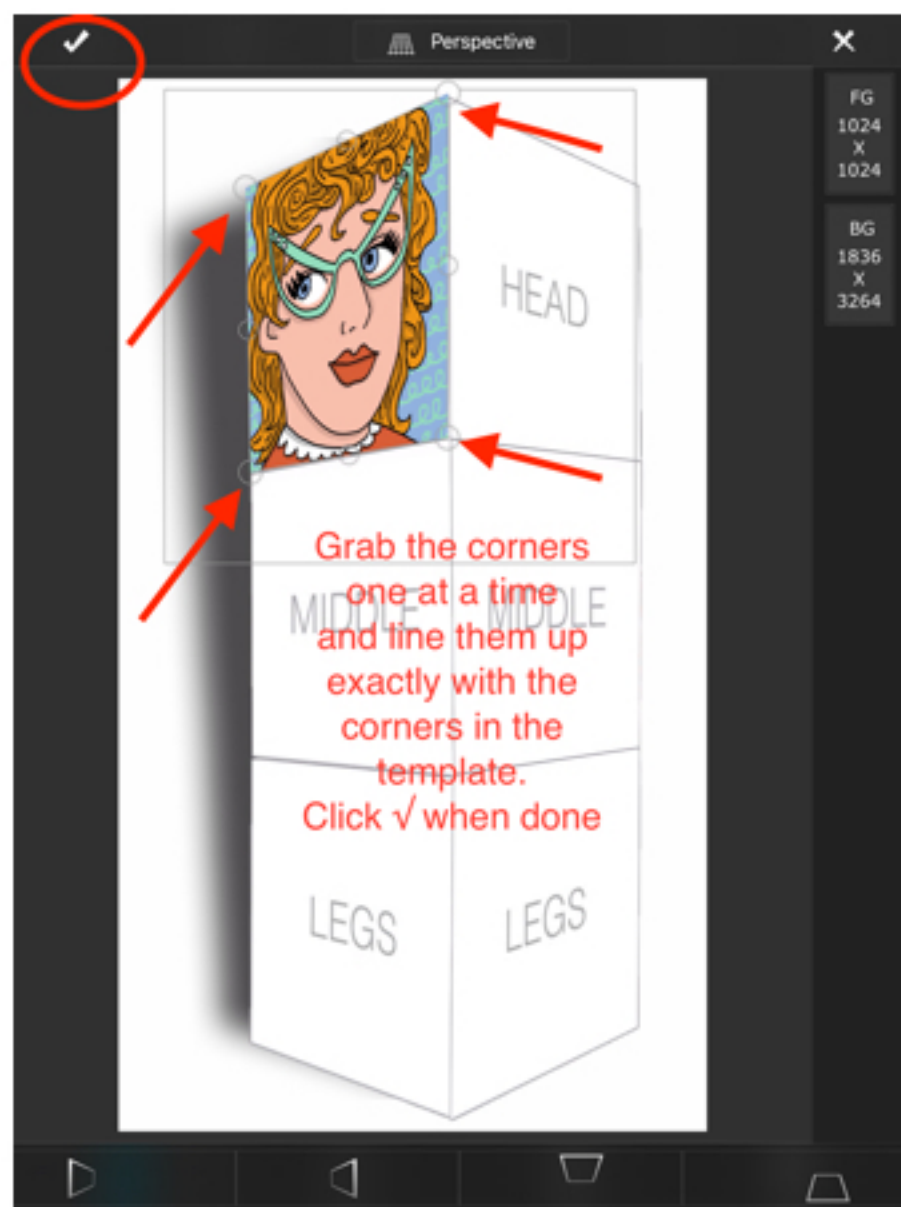 ✓
Perspective
×
FG
1024
X
1024
BG
1836
X
3264
HEAD
Grab the corners
one at a time
MIDDLE MIDDLE
and line them up
exactly with the
corners in the
template.
Click √ when done
LEGS LEGS